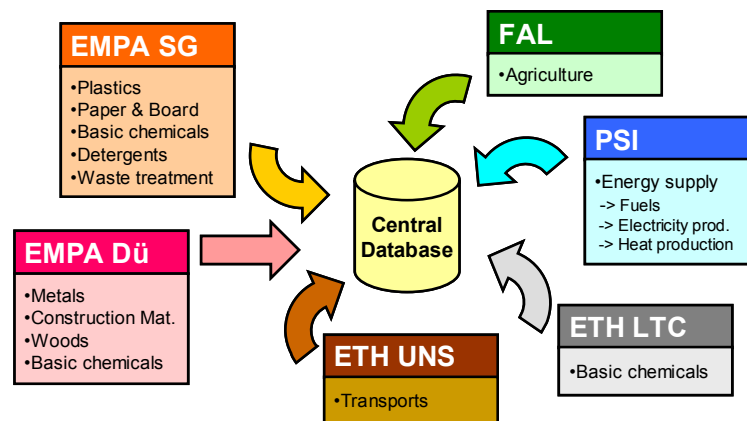 EMPA SG
•Plastics
•Paper & Board
•Basic chemicals
•Detergents
•Waste treatment
FAL
•Agriculture
PSI
•Energy supply
-> Fuels
-> Electricity prod.
-> Heat production
Central
Database
EMPA Dü
•Metals
•Construction Mat.
•Woods
•Basic chemicals
ETH UNS
•Transports
ETH LTC
•Basic chemicals